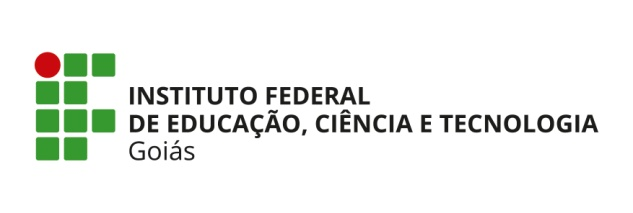 INSTITUTO FEDERAL
DE EDUCAÇÃO, CIÊNCIA E TECNOLOGIA
Goiás